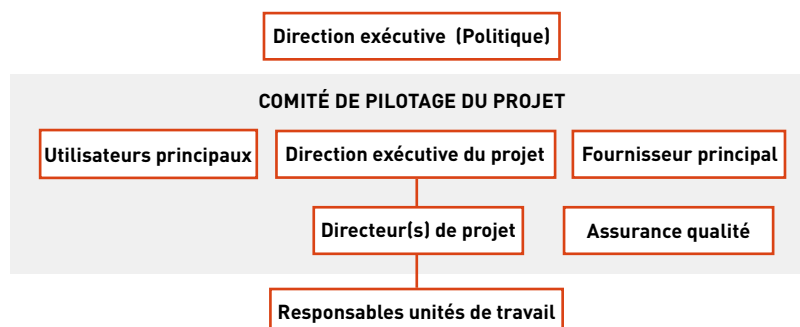 Direction exécutive (Politique)
COMITÉ DE PILOTAGE DU PROJET
Utilisateurs principaux
Direction exécutive du projet
Fournisseur principal
Directeur(s) de projet
Assurance qualité
Responsables unités de travail